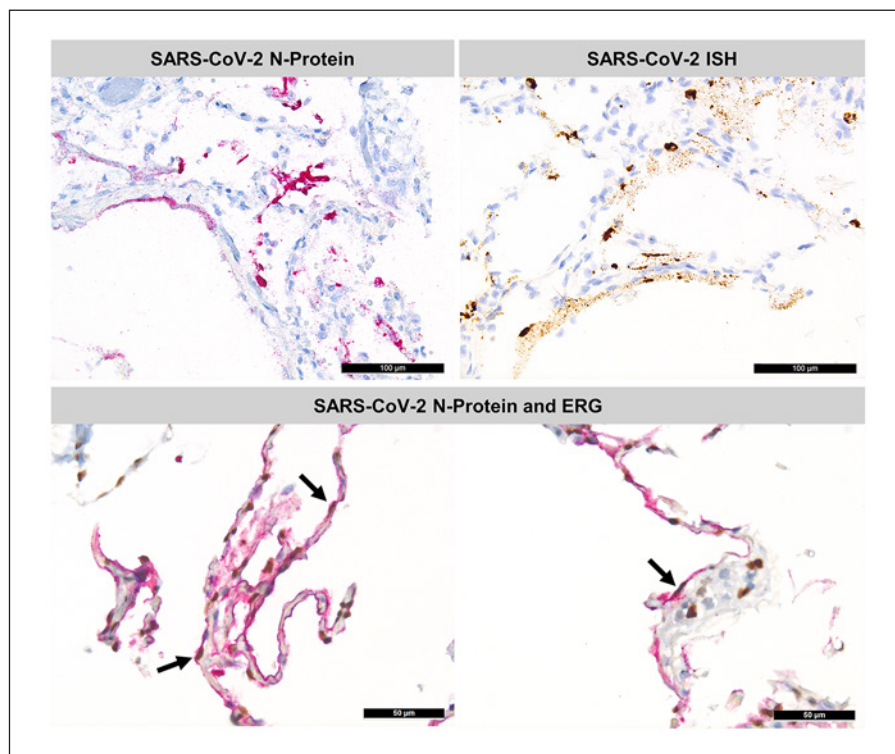 SARS-CoV-2 N-Protein
SARS-CoV-2 ISH
100 µm
100 µm
SARS-CoV-2 N-Protein and ERG
50 µm
50 µm